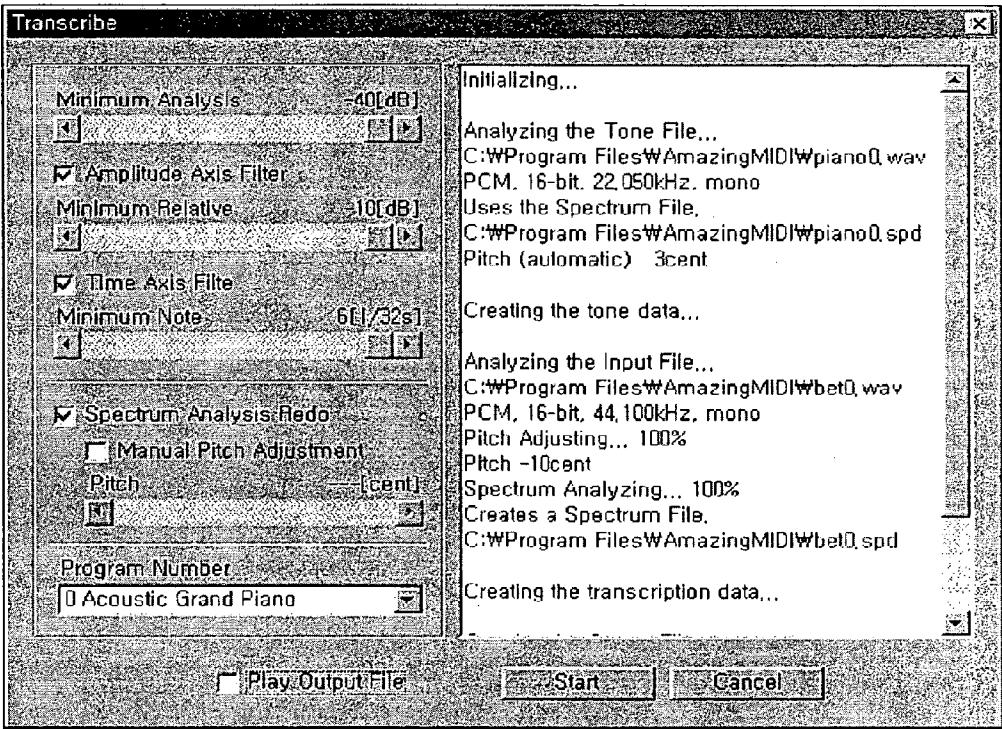 Transcribe
Minimum Analysis -40[dB]
Amplitude Axis Filter
Minimum Relative -10[dB]
Time Axis Filte
Minimum Note 6[1/32s]
Spectrum Analysis Redo
Manual Pitch Adjustment
Pitch ---[cent]
Program Number
0 Acoustic Grand Piano
Initializing...
Analyzing the Tone File...
C:₩Program Files₩AmazingMIDI₩piano0.wav
PCM, 16-bit, 22,050kHz, mono
Uses the Spectrum File,
C:₩Program Files₩AmazingMIDI₩piano0.spd
Pitch (automatic) 3cent
Creating the tone data...
Analyzing the Input File...
C:₩Program Files₩AmazingMIDI₩bet0.wav
PCM, 16-bit, 44,100kHz, mono
Pitch Adjusting... 100%
Pitch -10cent
Spectrum Analyzing... 100%
Creates a Spectrum File,
C:₩Program Files₩AmazingMIDI₩bet0.spd
Creating the transcription data...
Play Output File
Start
Cancel